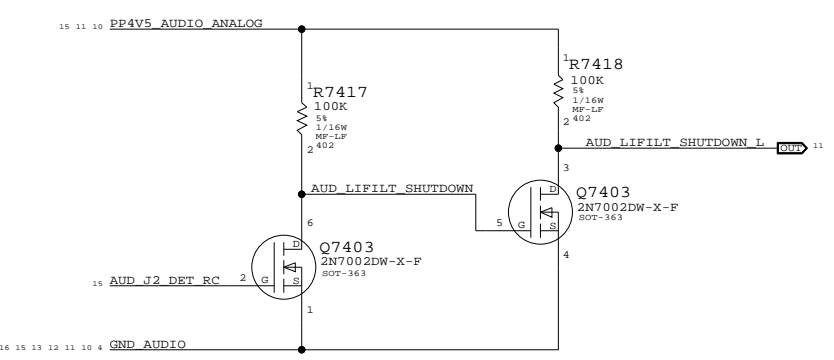 15 11 10 PP4V5_AUDIO_ANALOG
1
R7417
100K
5%
1/16W
MF-LF
402
2
1
R7418
100K
5%
1/16W
MF-LF
402
2
AUD_LIFILT_SHUTDOWN_L OUT 11
3
AUD_LIFILT_SHUTDOWN
D
Q7403
2N7002DW-X-F
SOT-363
5 G S
4
6
D
Q7403
2N7002DW-X-F
SOT-363
15 AUD_J2_DET_RC 2 G S
1
16 15 13 12 11 10 4 GND_AUDIO